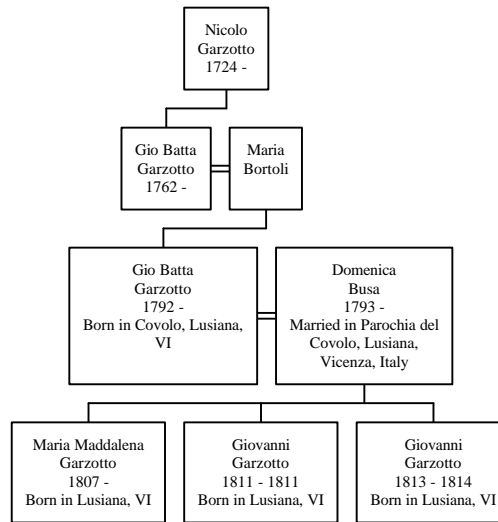 Nicolo
Garzotto
1724 -
Gio Batta
Garzotto
1762 -
Maria
Bortoli
Gio Batta
Garzotto
1792 -
Born in Covolo, Lusiana,
VI
Domenica
Busa
1793 -
Married in Parochia del
Covolo, Lusiana,
Vicenza, Italy
Maria Maddalena
Garzotto
1807 -
Born in Lusiana, VI
Giovanni
Garzotto
1811 - 1811
Born in Lusiana, VI
Giovanni
Garzotto
1813 - 1814
Born in Lusiana, VI